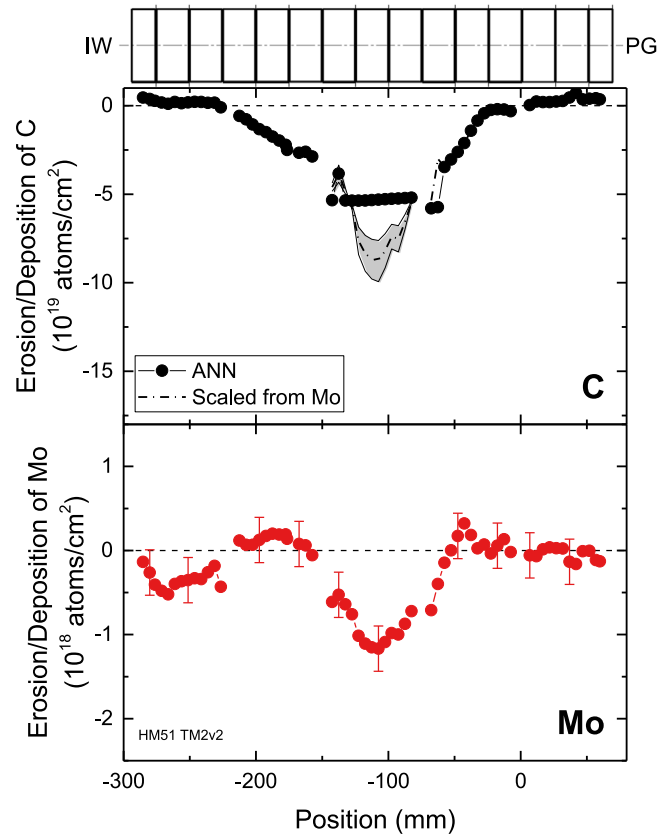 IW
PG
Erosion/Deposition of C
(10¹⁹ atoms/cm²)
0
-5
-10
-15
ANN
Scaled from Mo
C
Erosion/Deposition of Mo
(10¹⁸ atoms/cm²)
1
0
-1
-2
HM51 TM2v2
Mo
-300
-200
-100
0
Position (mm)